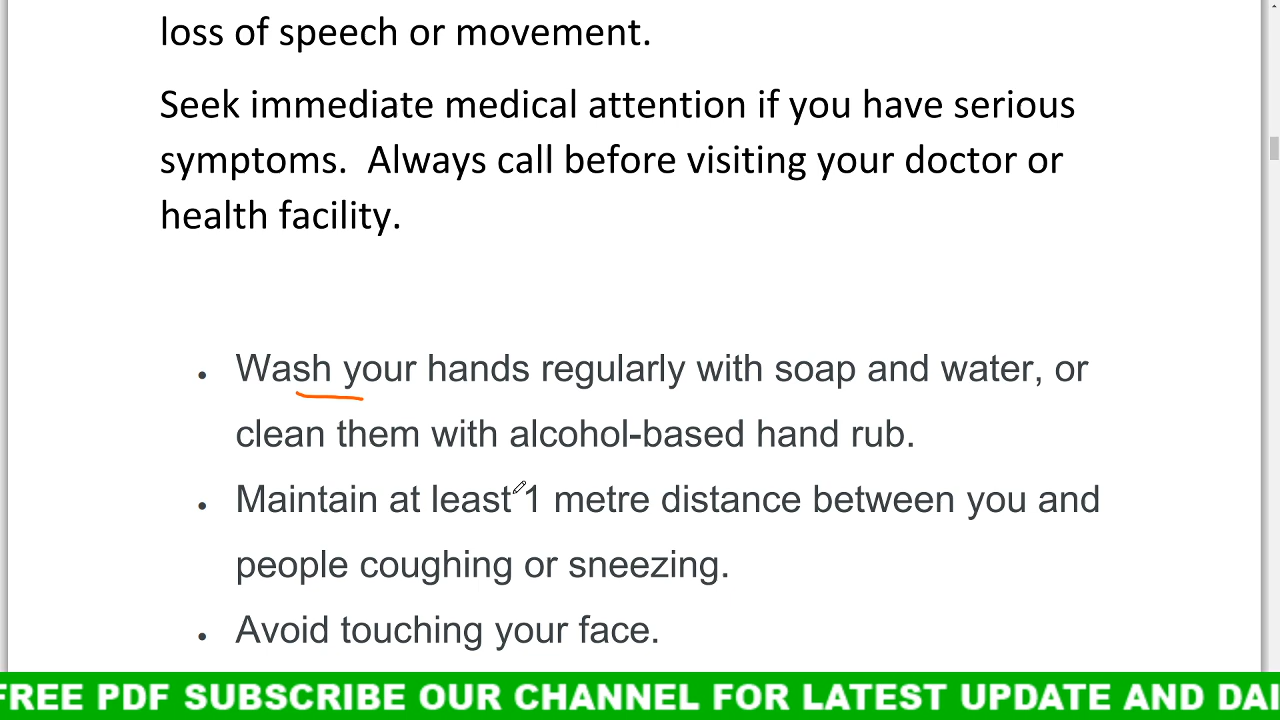 loss of speech or movement.
Seek immediate medical attention if you have serious
symptoms.  Always call before visiting your doctor or
health facility.
• Wash your hands regularly with soap and water, or
clean them with alcohol-based hand rub.
• Maintain at least 1 metre distance between you and
people coughing or sneezing.
• Avoid touching your face.
FREE PDF SUBSCRIBE OUR CHANNEL FOR LATEST UPDATE AND DAI